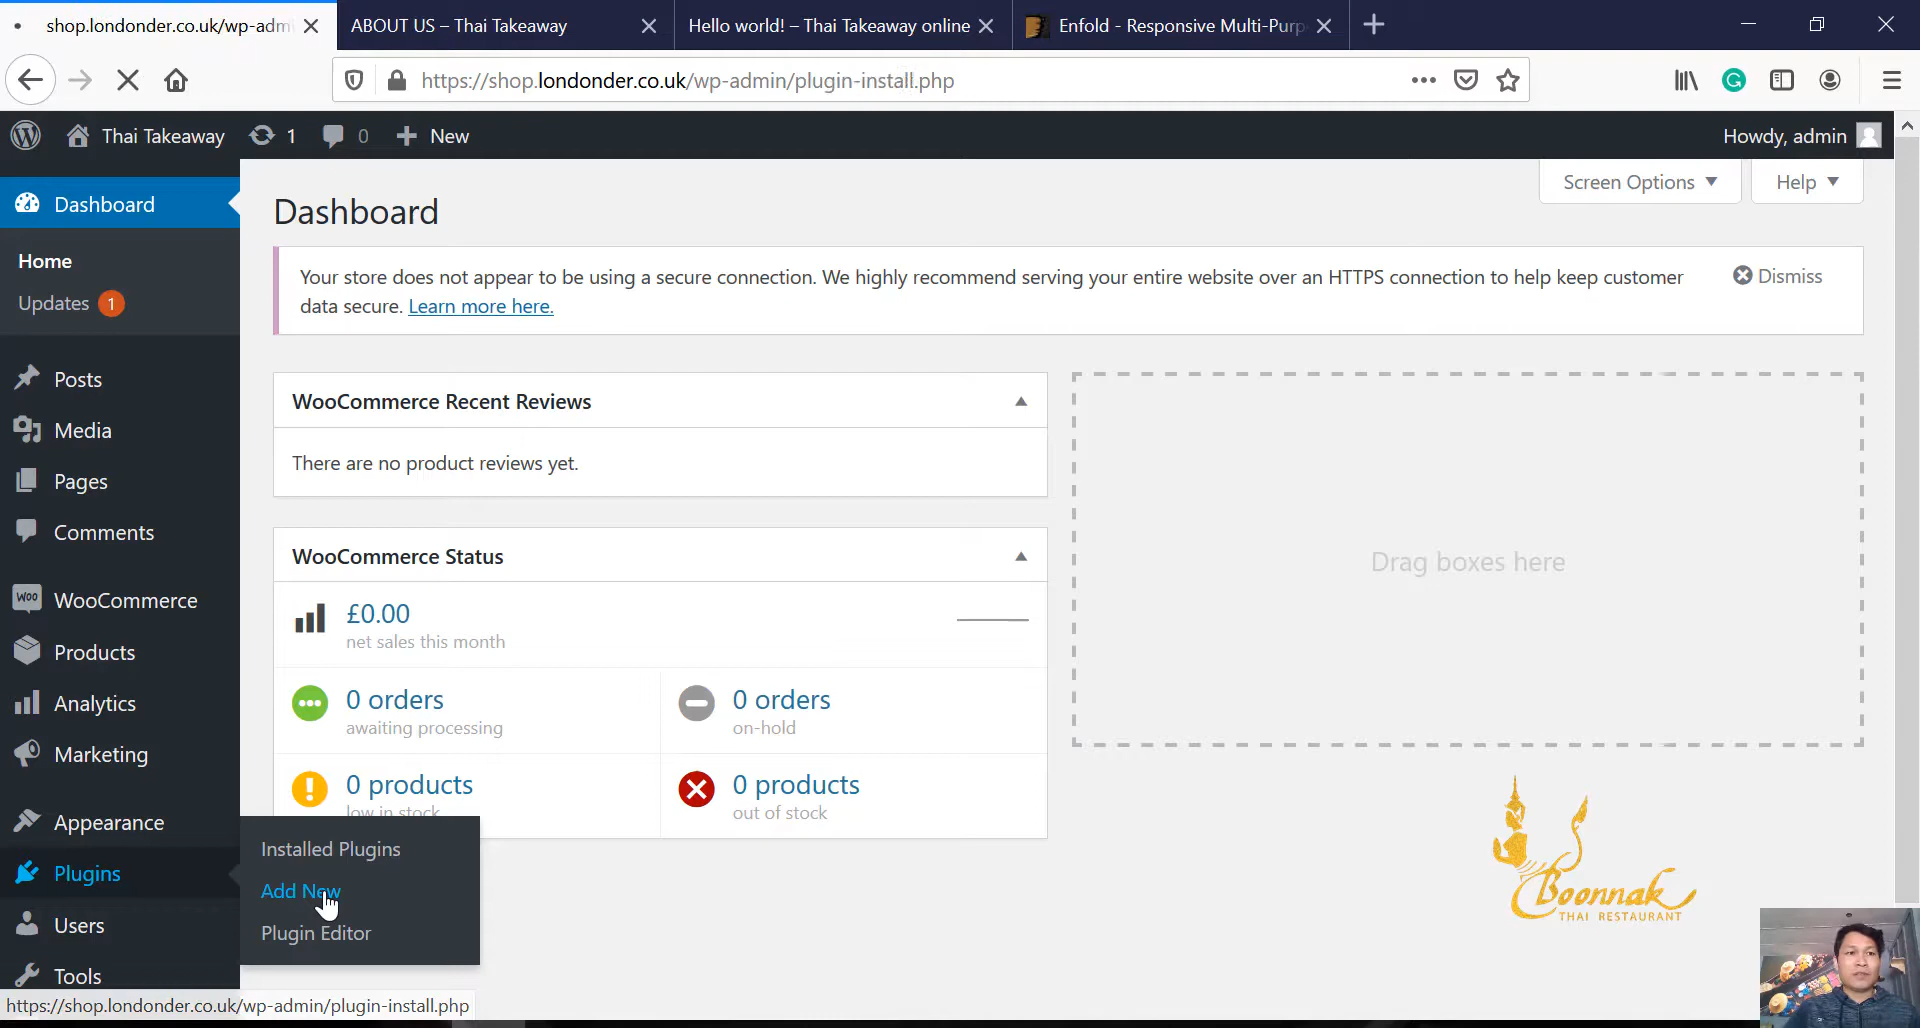 shop.londonder.co.uk/wp-adm
ABOUT US – Thai Takeaway
Hello world! – Thai Takeaway online
Enfold - Responsive Multi-Purp
https://shop.londonder.co.uk/wp-admin/plugin-install.php
Thai Takeaway
1
0
New
Howdy, admin
Screen Options
Help
Dashboard
Home
Updates 1
Posts
Media
Pages
Comments
WOO
WooCommerce
Products
Analytics
Marketing
Appearance
Plugins
Users
Tools
Installed Plugins
Add New
Plugin Editor
Dashboard
Your store does not appear to be using a secure connection. We highly recommend serving your entire website over an HTTPS connection to help keep customer
data secure. Learn more here.
Dismiss
WooCommerce Recent Reviews
There are no product reviews yet.
WooCommerce Status
£0.00
net sales this month
0 orders
awaiting processing
0 orders
on-hold
0 products
low in stock
0 products
out of stock
Drag boxes here
Boonnak
THAI RESTAURANT
https://shop.londonder.co.uk/wp-admin/plugin-install.php